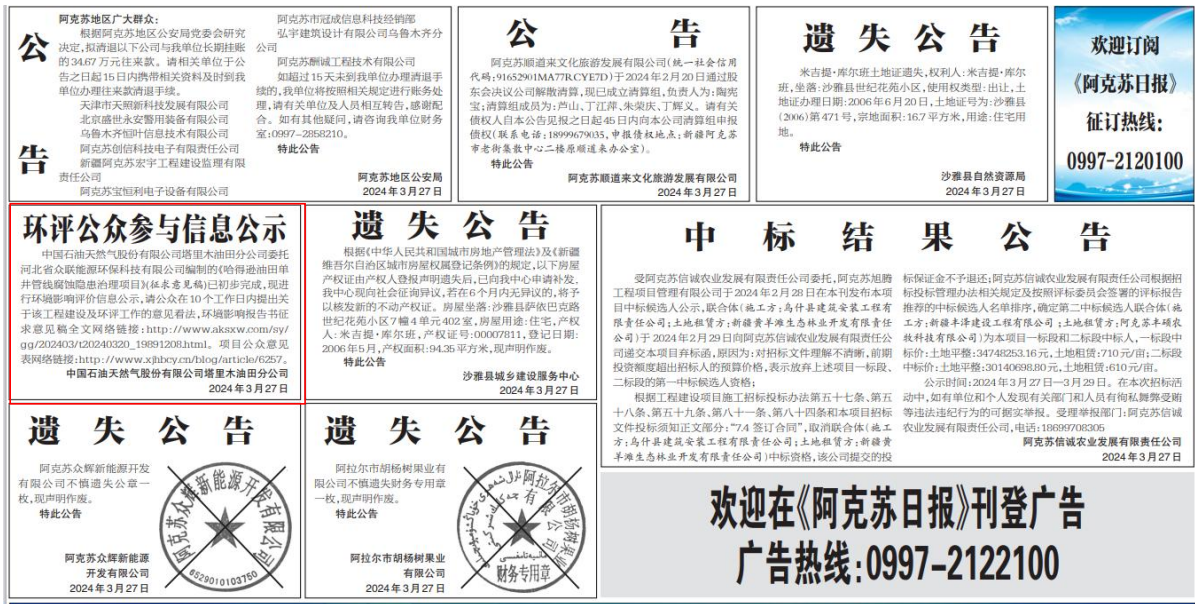 公告
阿克苏地区广大群众：
根据阿克苏地区公安局党委会研究
决定，拟清退以下公司与我单位长期挂账
的34.67万元往来款。请相关单位于公
告之日起15日内携带相关资料及时到我
单位办理往来款清退手续。
天津市天照新科技发展有限公司
北京盛世永安警用装备有限公司
乌鲁木齐恒叶信息技术有限公司
阿克苏创信科技电子有限责任公司
新疆阿克苏宏宇工程建设监理有限
责任公司
阿克苏宝恒利电子设备有限公司
阿克苏市冠成信息科技经销部
弘宇建筑设计有限公司乌鲁木齐分
公司
阿克苏酬诚工程技术有限公司
如超过15天未到我单位办理清退手
续的，我单位将按照相关规定进行账务处
理，请有关单位及人员相互转告，感谢配
合。如有其他疑问，请咨询我单位财务
室：0997-2858210。
特此公告
阿克苏地区公安局
2024年3月27日
公告
阿克苏顺道来文化旅游发展有限公司(统一社会信用
代码：91652901MA77RCYE7D)于2024年2月20日通过股
东会决议公司解散清算，现已成立清算组，负责人为：陶宪
宝；清算组成员为：芦山、丁江萍、朱荣庆、丁辉义。请有关
债权人自本公告见报之日起45日内向本公司清算组申报
债权(联系电话：18999679035，申报债权地点：新疆阿克苏
市老街集散中心二楼原顺道来办公室)。
特此公告
阿克苏顺道来文化旅游发展有限公司
2024年3月27日
遗失公告
米吉提·库尔班土地证遗失，权利人：米吉提·库尔
班，坐落：沙雅县世纪花苑小区，使用权类型：出让，土
地证办理日期：2006年6月20日，土地证号为：沙雅县
(2006)第471号，宗地面积：16.7平方米，用途：住宅用
地。
特此公告
沙雅县自然资源局
2024年3月27日
欢迎订阅
《阿克苏日报》
征订热线：
0997-2120100
环评公众参与信息公示
中国石油天然气股份有限公司塔里木油田分公司委托
河北省众联能源环保科技有限公司编制的《哈得逊油田单
井管线腐蚀隐患治理项目》(征求意见稿)已初步完成，现进
行环境影响评价信息公示，请公众在10个工作日内提出关
于该工程建设及环评工作的意见看法，环境影响报告书征
求意见稿全文网络链接：http://www.aksxw.com/sy/
gg/202403/t20240320_19891208.html。项目公众意见
表网络链接：http://www.xjhbcy.cn/blog/article/6257。
中国石油天然气股份有限公司塔里木油田分公司
2024年3月27日
遗失公告
根据《中华人民共和国城市房地产管理法》及《新疆
维吾尔自治区城市房屋权属登记条例》的规定，以下房屋
产权证由产权人登报声明遗失后，已向我中心申请补发，
我中心现向社会征询异议，若在6个月内无异议的，将予
以核发新的不动产权证。房屋坐落：沙雅县萨依巴克路
世纪花苑小区7幢4单元402室，房屋用途：住宅，产权
人：米吉提·库尔班，产权证号：00007811，登记日期：
2006年5月，产权面积：94.35平方米，现声明作废。
特此公告
沙雅县城乡建设服务中心
2024年3月27日
中标结果公告
受阿克苏信诚农业发展有限责任公司委托，阿克苏旭腾
工程项目管理有限公司于2024年2月28日在本刊发布本项
目中标候选人公示，联合体(施工方：乌什县建筑安装工程有
限责任公司；土地租赁方：新疆黄羊滩生态林业开发有限责任
公司)于2024年2月29日向阿克苏信诚农业发展有限责任公
司递交本项目弃标函，原因为：对招标文件理解不清晰，前期
投资额度超出招标人的预算价格，表示放弃上述项目一标段、
二标段的第一中标候选人资格；
根据工程建设项目施工招标投标办法第五十七条、第五
十八条、第五十九条、第八十一条、第八十四条和本项目招标
文件投标须知正文部分：“7.4签订合同”，取消联合体(施工
方：乌什县建筑安装工程有限责任公司；土地租赁方：新疆黄
羊滩生态林业开发有限责任公司)中标资格，该公司提交的投
标保证金不予退还；阿克苏信诚农业发展有限责任公司根据招
标投标管理办法相关规定及按照评标委员会签署的评标报告
推荐的中标候选人名单排序，确定第二中标候选人联合体(施
工方：新疆丰泽建设工程有限公司；土地租赁方：阿克苏丰硕农
牧科技有限公司)为本项目一标段和二标段中标人，一标段中
标价：土地平整：34748253.16元，土地租赁：710元/亩；二标段
中标价：土地平整：30140698.80元，土地租赁：610元/亩。
公示时间：2024年3月27日—3月29日。在本次招标活
动中，如有单位和个人发现有关部门和人员有徇私舞弊受贿
等违法违纪行为的可据实举报。受理举报部门：阿克苏信诚
农业发展有限责任公司，电话：18699708305
阿克苏信诚农业发展有限责任公司
2024年3月27日
遗失公告
阿克苏众辉新能源开发
有限公司不慎遗失公章一
枚，现声明作废。
特此公告
阿克苏众辉新能源
开发有限公司
2024年3月27日
阿克苏众辉新能源开发有限公司
6529010103750
遗失公告
阿拉尔市胡杨树果业有
限公司不慎遗失财务专用章
一枚，现声明作废。
特此公告
阿拉尔市胡杨树果业
有限公司
2024年3月27日
阿拉尔市胡杨树果业
有限公司
财务专用章
欢迎在《阿克苏日报》刊登广告
广告热线：0997-2122100